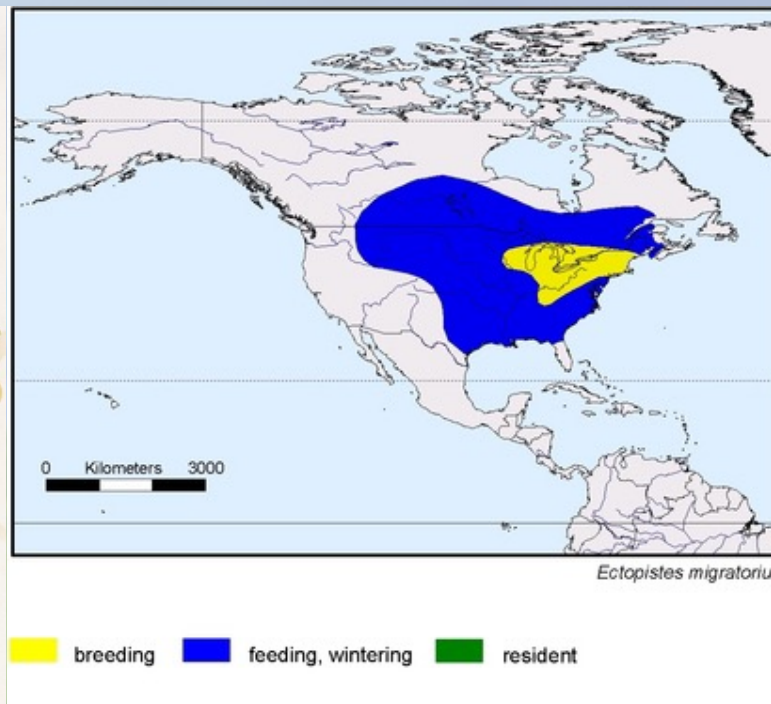 0 Kilometers 3000
Ectopistes migratoriu
breeding feeding, wintering resident